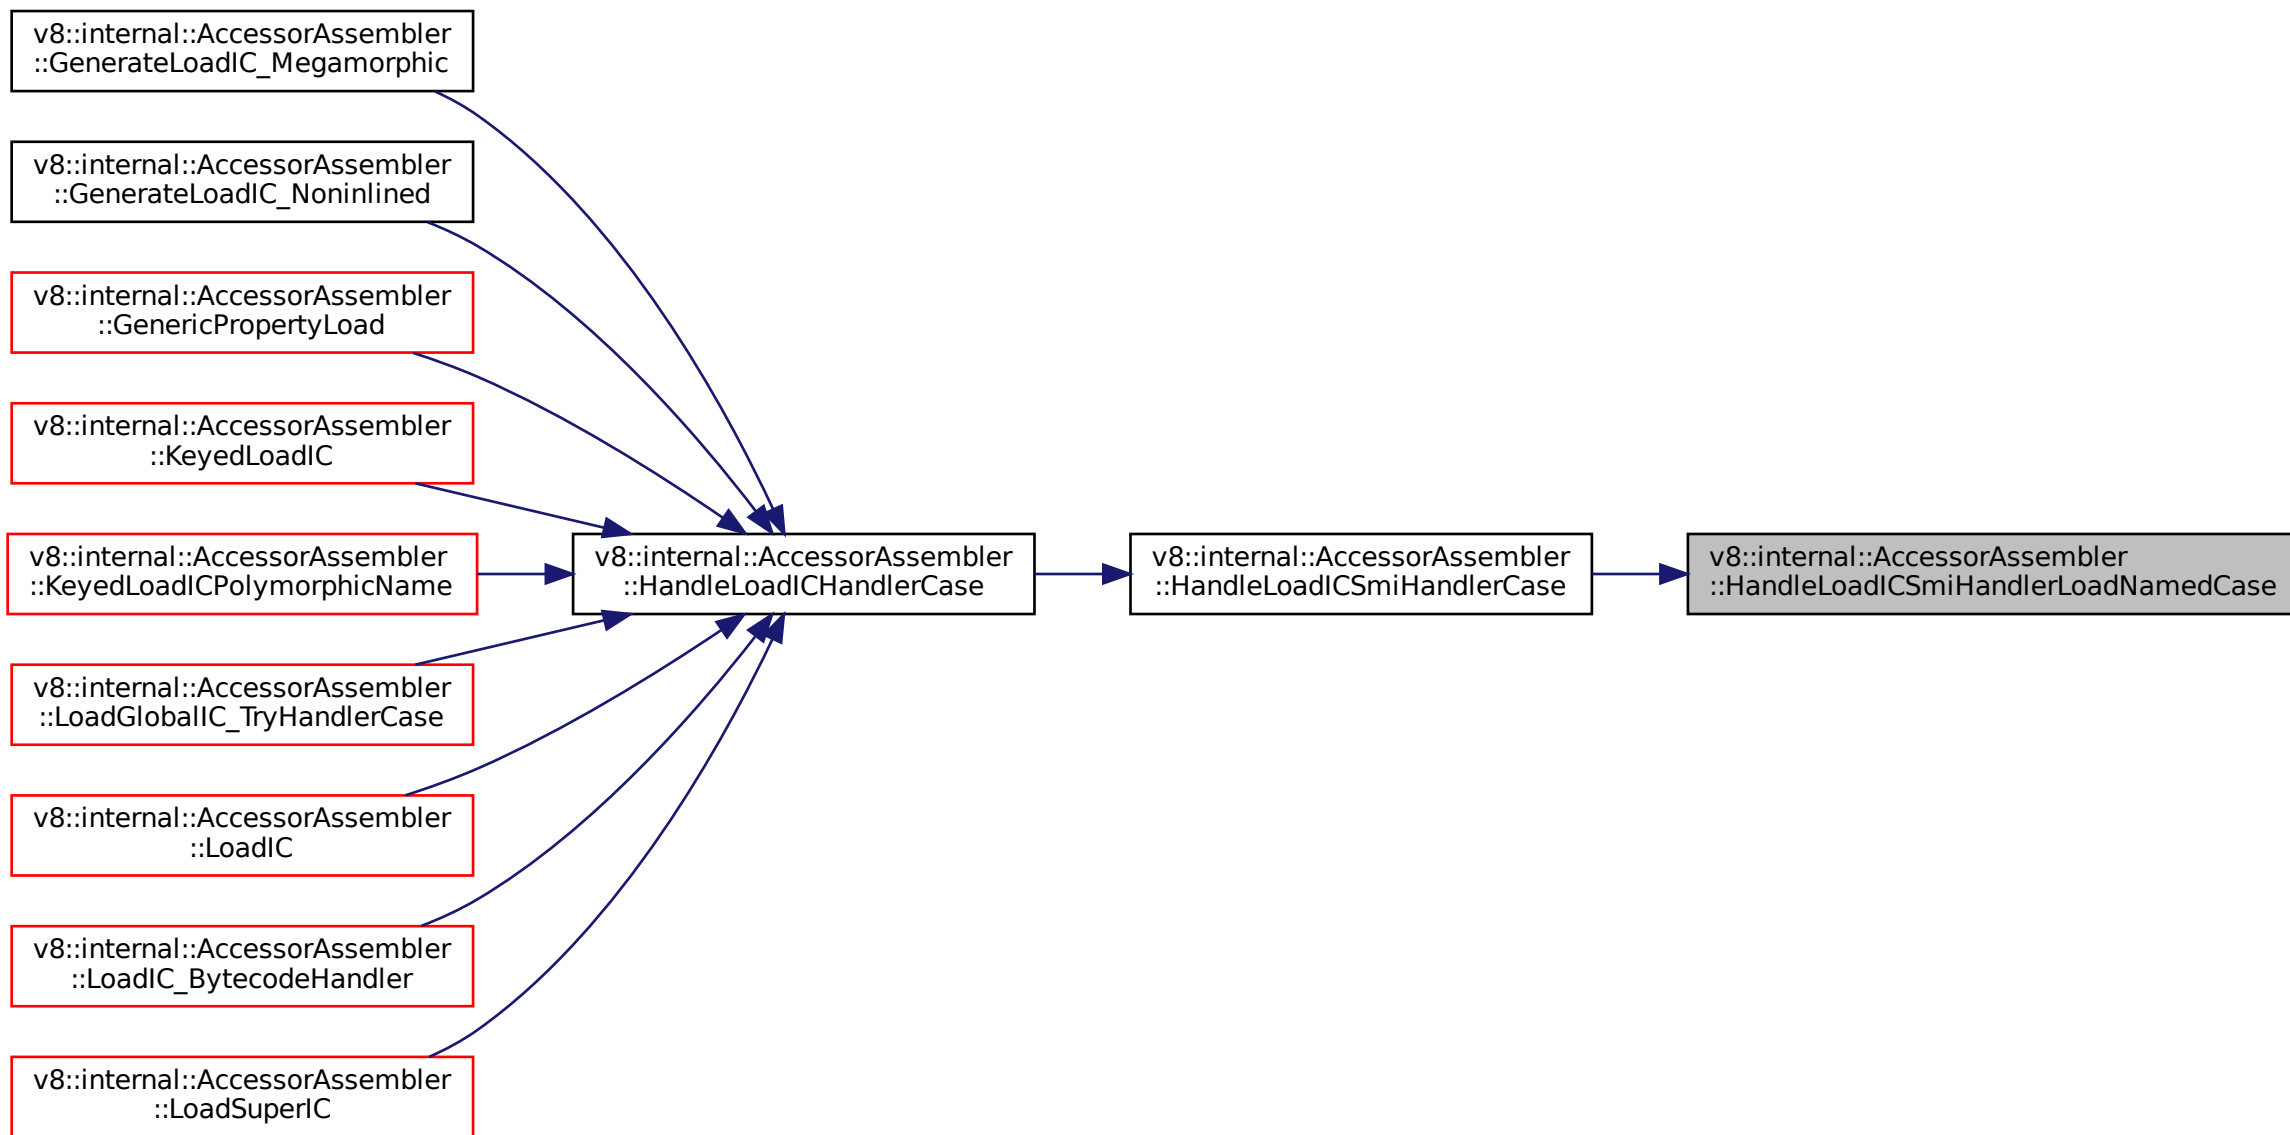 v8::internal::AccessorAssembler
::GenerateLoadIC_Megamorphic
v8::internal::AccessorAssembler
::GenerateLoadIC_Noninlined
v8::internal::AccessorAssembler
::GenericPropertyLoad
v8::internal::AccessorAssembler
::KeyedLoadIC
v8::internal::AccessorAssembler
::KeyedLoadICPolymorphicName
v8::internal::AccessorAssembler
::LoadGlobalIC_TryHandlerCase
v8::internal::AccessorAssembler
::LoadIC
v8::internal::AccessorAssembler
::LoadIC_BytecodeHandler
v8::internal::AccessorAssembler
::LoadSuperIC
v8::internal::AccessorAssembler
::HandleLoadICHandlerCase
v8::internal::AccessorAssembler
::HandleLoadICSmiHandlerCase
v8::internal::AccessorAssembler
::HandleLoadICSmiHandlerLoadNamedCase